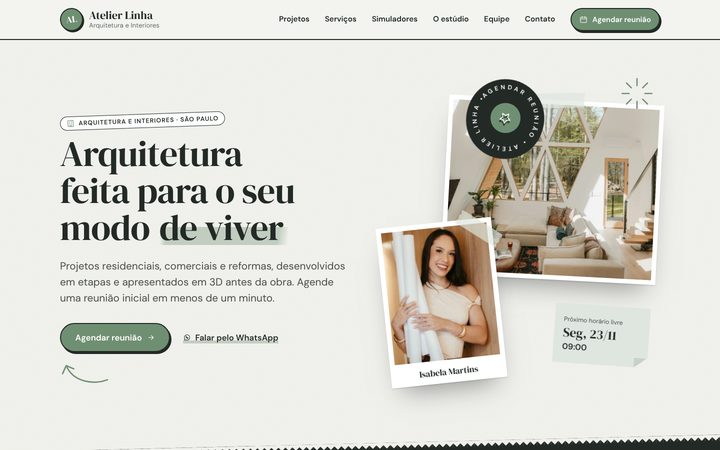 AL
Atelier Linha
Arquitetura e Interiores
Projetos
Serviços
Simuladores
O estúdio
Equipe
Contato
Agendar reunião
ARQUITETURA E INTERIORES · SÃO PAULO
Arquitetura
feita para o seu
modo de viver
Projetos residenciais, comerciais e reformas, desenvolvidos
em etapas e apresentados em 3D antes da obra. Agende
uma reunião inicial em menos de um minuto.
Agendar reunião
Falar pelo WhatsApp
AGENDAR REUNIÃO • ATELIER LINHA •
Isabela Martins
Próximo horário livre
Seg, 23/11
09:00